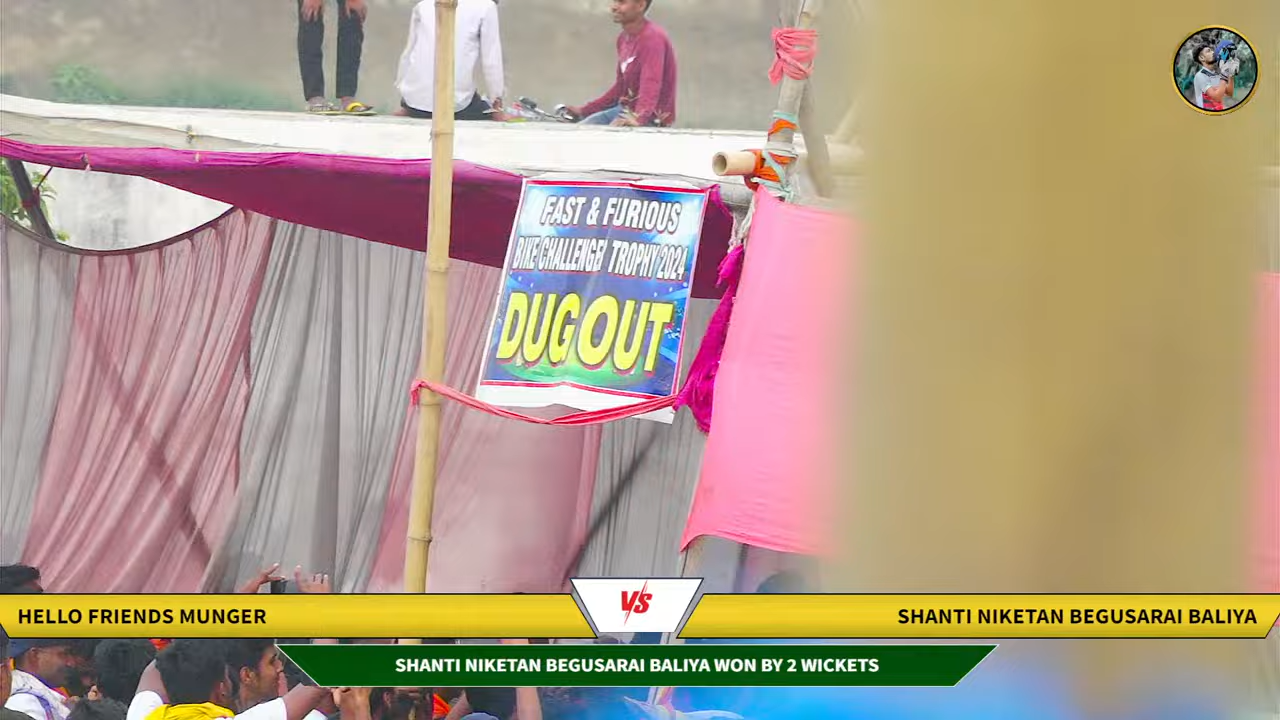 FAST & FURIOUS
BIKE CHALLENGE TROPHY 2024
DUGOUT
HELLO FRIENDS MUNGER
VS
SHANTI NIKETAN BEGUSARAI BALIYA
SHANTI NIKETAN BEGUSARAI BALIYA WON BY 2 WICKETS